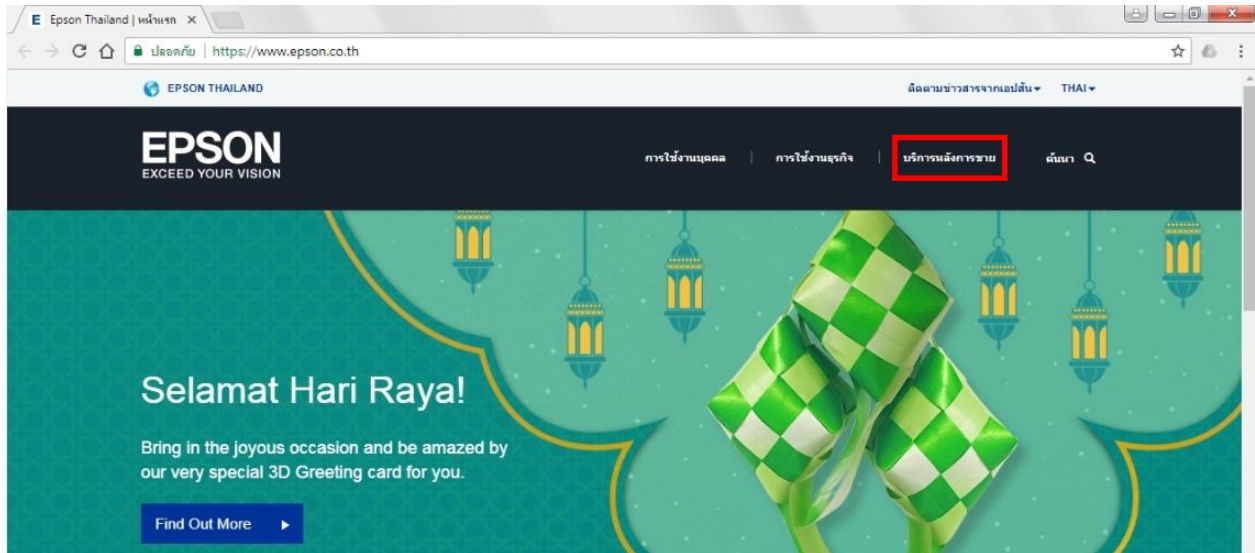 Epson Thailand | หน้าแรก
ปลอดภัย | https://www.epson.co.th
EPSON THAILAND
ติดตามข่าวสารจากเอปสัน THAI
EPSON
EXCEED YOUR VISION
การใช้งานบุคคล | การใช้งานธุรกิจ | บริการหลังการขาย ค้นหา
Selamat Hari Raya!
Bring in the joyous occasion and be amazed by
our very special 3D Greeting card for you.
Find Out More